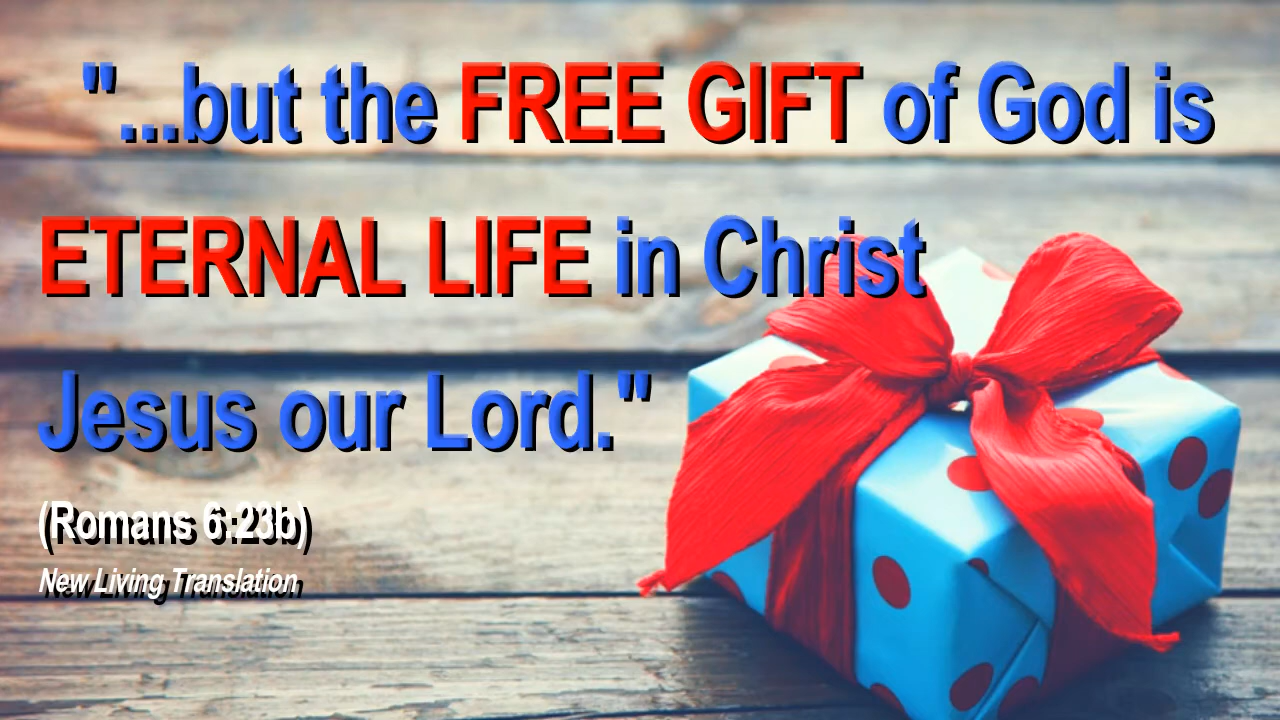 "...but the FREE GIFT of God is
ETERNAL LIFE in Christ
Jesus our Lord."
(Romans 6:23b)
New Living Translation